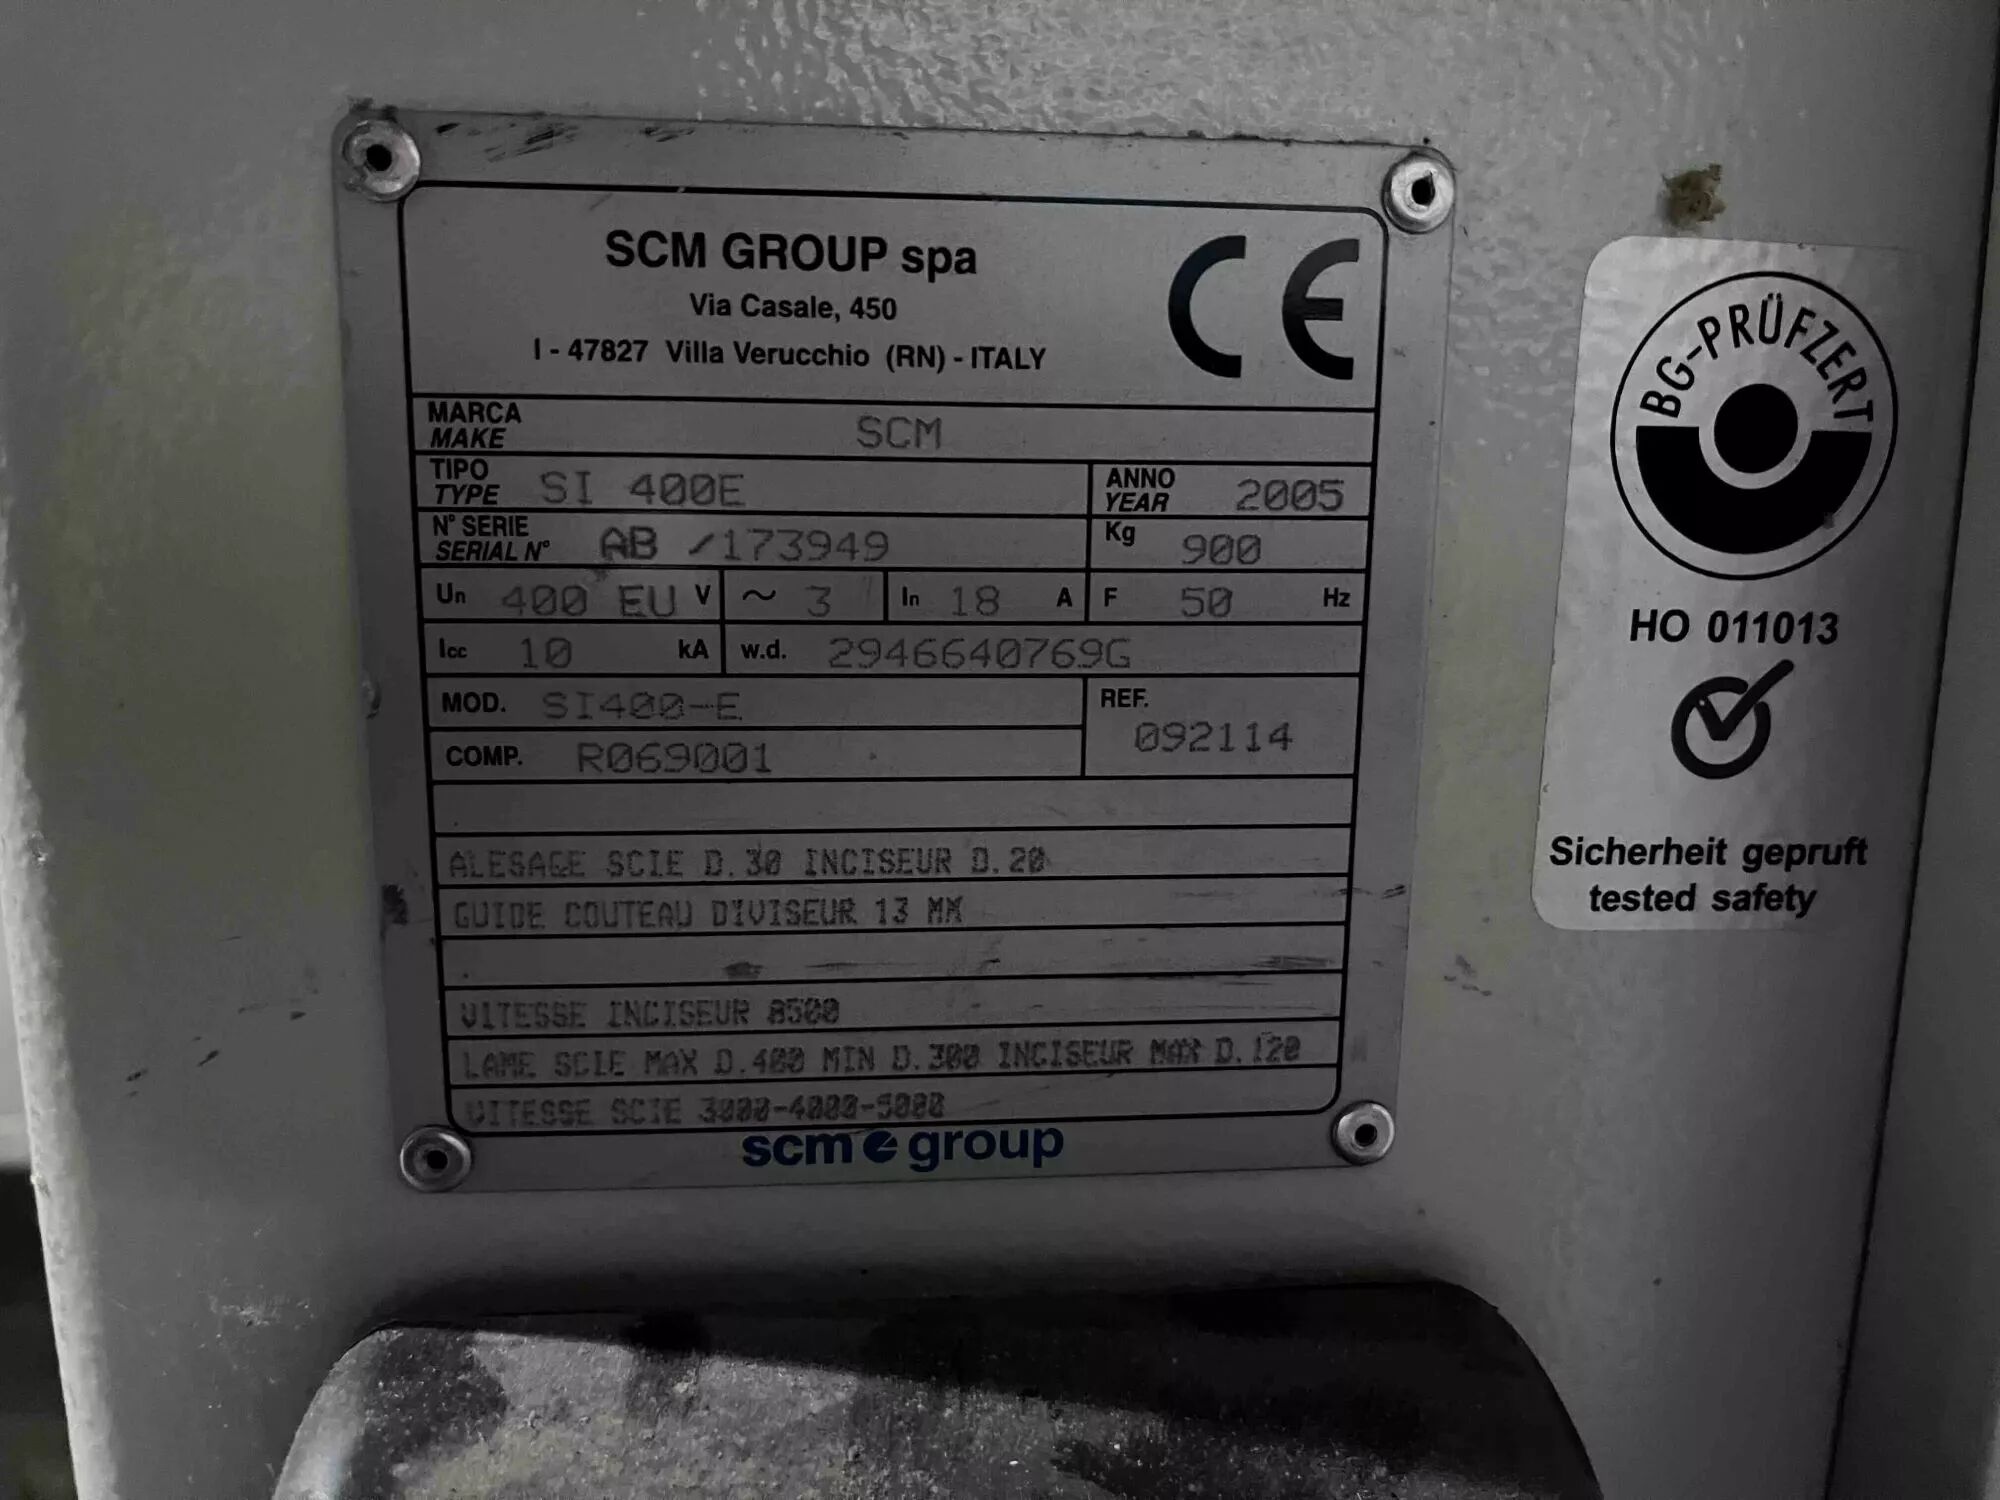 SCM GROUP spa
Via Casale, 450
I - 47827 Villa Verucchio (RN) - ITALY
CE
MARCA
MAKE
SCM
TIPO
TYPE
SI 400E
ANNO
YEAR
2005
N° SERIE
SERIAL N°
AB /173949
Kg 900
Un 400 EU V ~ 3 In 18 A F 50 Hz
Icc 10 kA w.d. 2946640769G
MOD. SI400-E
REF.
092114
COMP. R069001
ALESAGE SCIE D.30 INCISEUR D.20
GUIDE COUTEAU DIVISEUR 13 MM
VITESSE INCISEUR 8500
LAME SCIE MAX D.400 MIN D.300 INCISEUR MAX D.120
VITESSE SCIE 3000-4000-5000
scm group
BG-PRÜFZERT
HO 011013
Sicherheit gepruft
tested safety